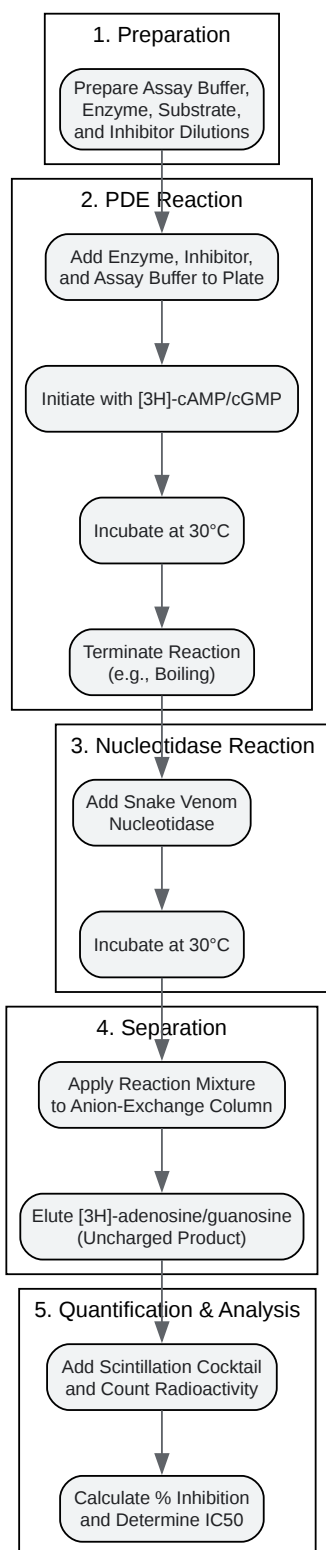 1. Preparation
Prepare Assay Buffer,
Enzyme, Substrate,
and Inhibitor Dilutions
2. PDE Reaction
Add Enzyme, Inhibitor,
and Assay Buffer to Plate
Initiate with [3H]-cAMP/cGMP
Incubate at 30°C
Terminate Reaction
(e.g., Boiling)
3. Nucleotidase Reaction
Add Snake Venom
Nucleotidase
Incubate at 30°C
4. Separation
Apply Reaction Mixture
to Anion-Exchange Column
Elute [3H]-adenosine/guanosine
(Uncharged Product)
5. Quantification & Analysis
Add Scintillation Cocktail
and Count Radioactivity
Calculate % Inhibition
and Determine IC50